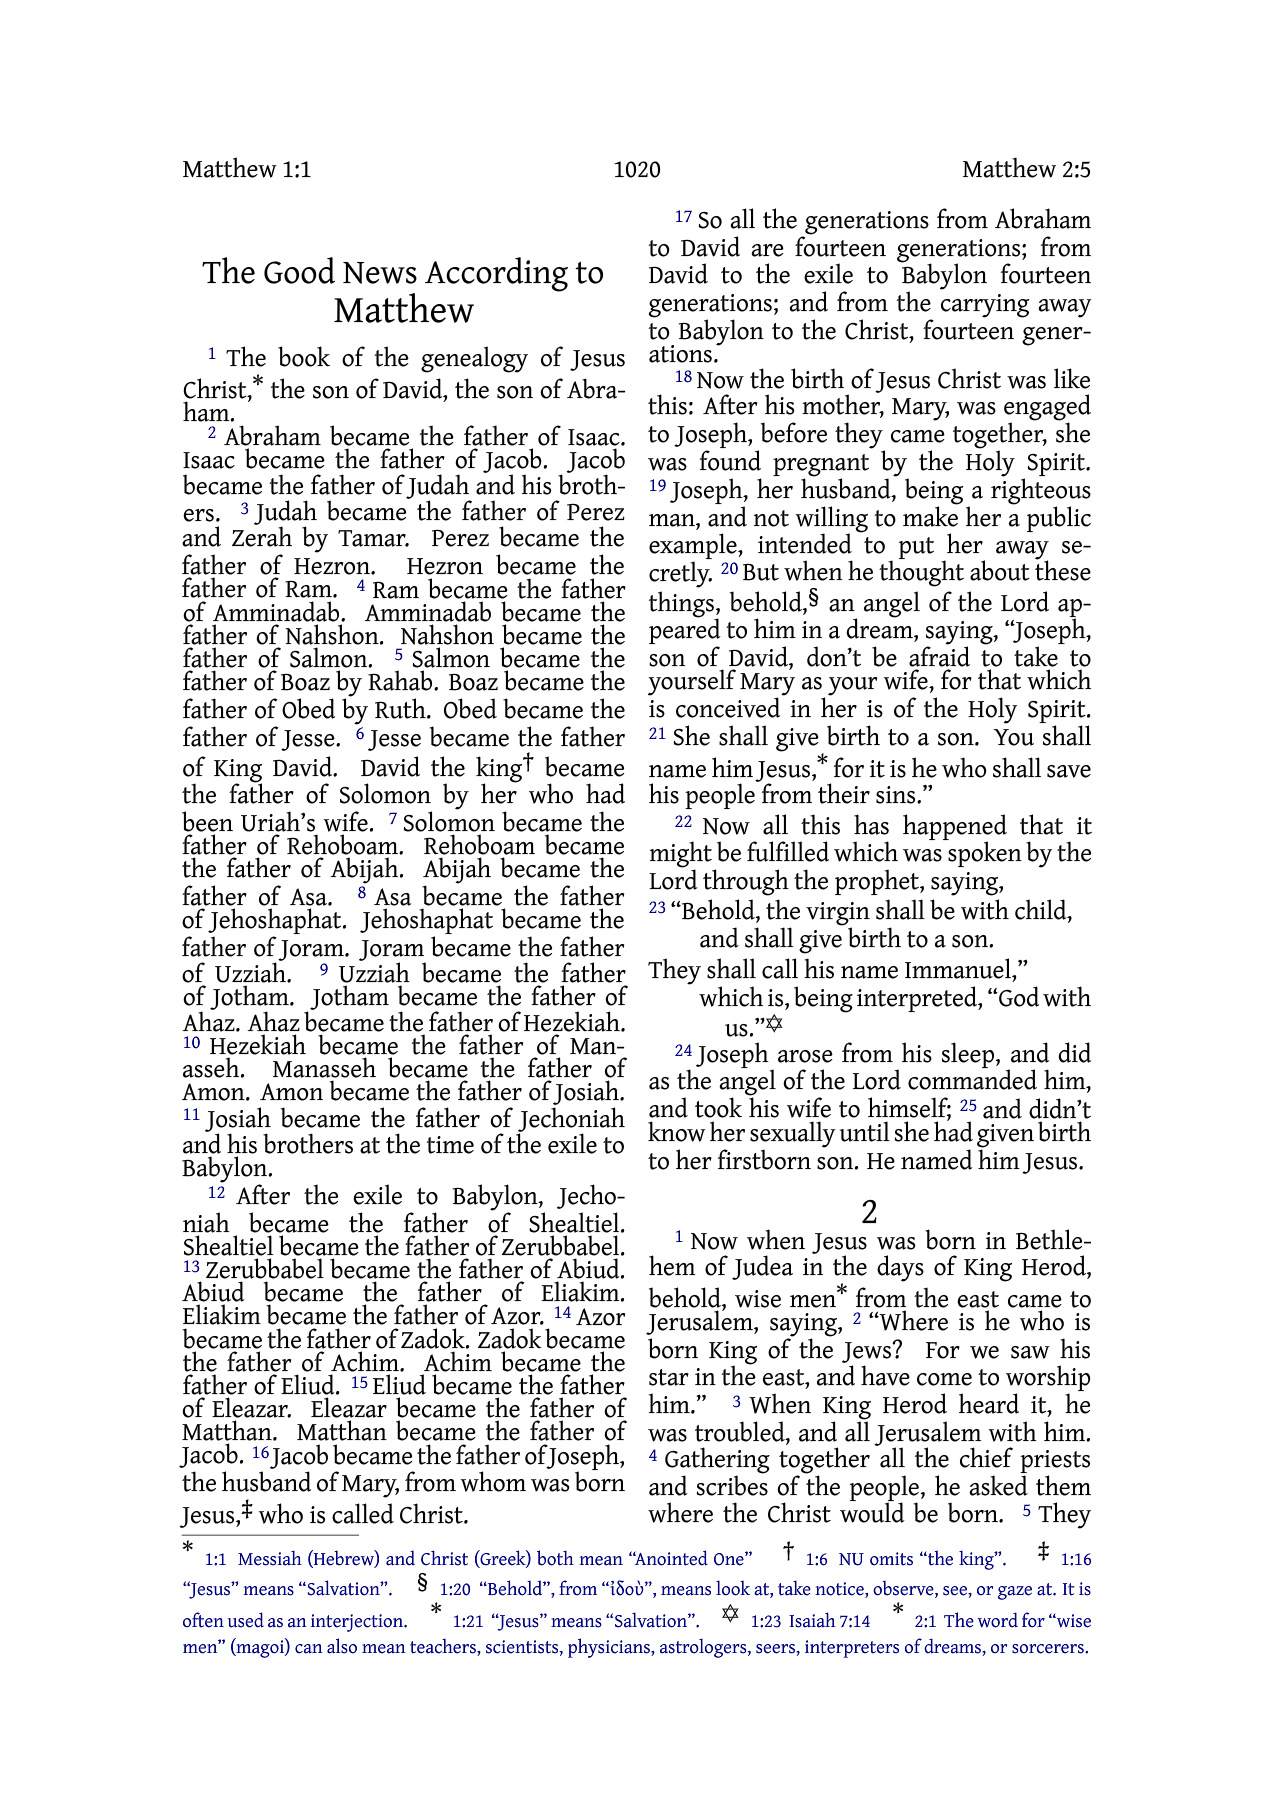 Matthew 1:1 1020 Matthew 2:5
The Good News According to
Matthew
1 The book of the genealogy of Jesus
Christ,* the son of David, the son of Abra-
ham.
2 Abraham became the father of Isaac.
Isaac became the father of Jacob. Jacob
became the father of Judah and his broth-
ers. 3 Judah became the father of Perez
and Zerah by Tamar. Perez became the
father of Hezron. Hezron became the
father of Ram. 4 Ram became the father
of Amminadab. Amminadab became the
father of Nahshon. Nahshon became the
father of Salmon. 5 Salmon became the
father of Boaz by Rahab. Boaz became the
father of Obed by Ruth. Obed became the
father of Jesse. 6 Jesse became the father
of King David. David the king† became
the father of Solomon by her who had
been Uriah’s wife. 7 Solomon became the
father of Rehoboam. Rehoboam became
the father of Abijah. Abijah became the
father of Asa. 8 Asa became the father
of Jehoshaphat. Jehoshaphat became the
father of Joram. Joram became the father
of Uzziah. 9 Uzziah became the father
of Jotham. Jotham became the father of
Ahaz. Ahaz became the father of Hezekiah.
10 Hezekiah became the father of Man-
asseh. Manasseh became the father of
Amon. Amon became the father of Josiah.
11 Josiah became the father of Jechoniah
and his brothers at the time of the exile to
Babylon.
12 After the exile to Babylon, Jecho-
niah became the father of Shealtiel.
Shealtiel became the father of Zerubbabel.
13 Zerubbabel became the father of Abiud.
Abiud became the father of Eliakim.
Eliakim became the father of Azor. 14 Azor
became the father of Zadok. Zadok became
the father of Achim. Achim became the
father of Eliud. 15 Eliud became the father
of Eleazar. Eleazar became the father of
Matthan. Matthan became the father of
Jacob. 16 Jacob became the father of Joseph,
the husband of Mary, from whom was born
Jesus,‡ who is called Christ.
17 So all the generations from Abraham
to David are fourteen generations; from
David to the exile to Babylon fourteen
generations; and from the carrying away
to Babylon to the Christ, fourteen gener-
ations.
18 Now the birth of Jesus Christ was like
this: After his mother, Mary, was engaged
to Joseph, before they came together, she
was found pregnant by the Holy Spirit.
19 Joseph, her husband, being a righteous
man, and not willing to make her a public
example, intended to put her away se-
cretly. 20 But when he thought about these
things, behold,§ an angel of the Lord ap-
peared to him in a dream, saying, “Joseph,
son of David, don’t be afraid to take to
yourself Mary as your wife, for that which
is conceived in her is of the Holy Spirit.
21 She shall give birth to a son. You shall
name him Jesus,* for it is he who shall save
his people from their sins.”
22 Now all this has happened that it
might be fulfilled which was spoken by the
Lord through the prophet, saying,
23 “Behold, the virgin shall be with child,
and shall give birth to a son.
They shall call his name Immanuel,”
which is, being interpreted, “God with
us.”✡
24 Joseph arose from his sleep, and did
as the angel of the Lord commanded him,
and took his wife to himself; 25 and didn’t
know her sexually until she had given birth
to her firstborn son. He named him Jesus.
2
1 Now when Jesus was born in Bethle-
hem of Judea in the days of King Herod,
behold, wise men* from the east came to
Jerusalem, saying, 2 “Where is he who is
born King of the Jews? For we saw his
star in the east, and have come to worship
him.” 3 When King Herod heard it, he
was troubled, and all Jerusalem with him.
4 Gathering together all the chief priests
and scribes of the people, he asked them
where the Christ would be born. 5 They
* 1:1 Messiah (Hebrew) and Christ (Greek) both mean “Anointed One” † 1:6 NU omits “the king”. ‡ 1:16
“Jesus” means “Salvation”. § 1:20 “Behold”, from “ἰδοὺ”, means look at, take notice, observe, see, or gaze at. It is
often used as an interjection. * 1:21 “Jesus” means “Salvation”. ✡ 1:23 Isaiah 7:14 * 2:1 The word for “wise
men” (magoi) can also mean teachers, scientists, physicians, astrologers, seers, interpreters of dreams, or sorcerers.